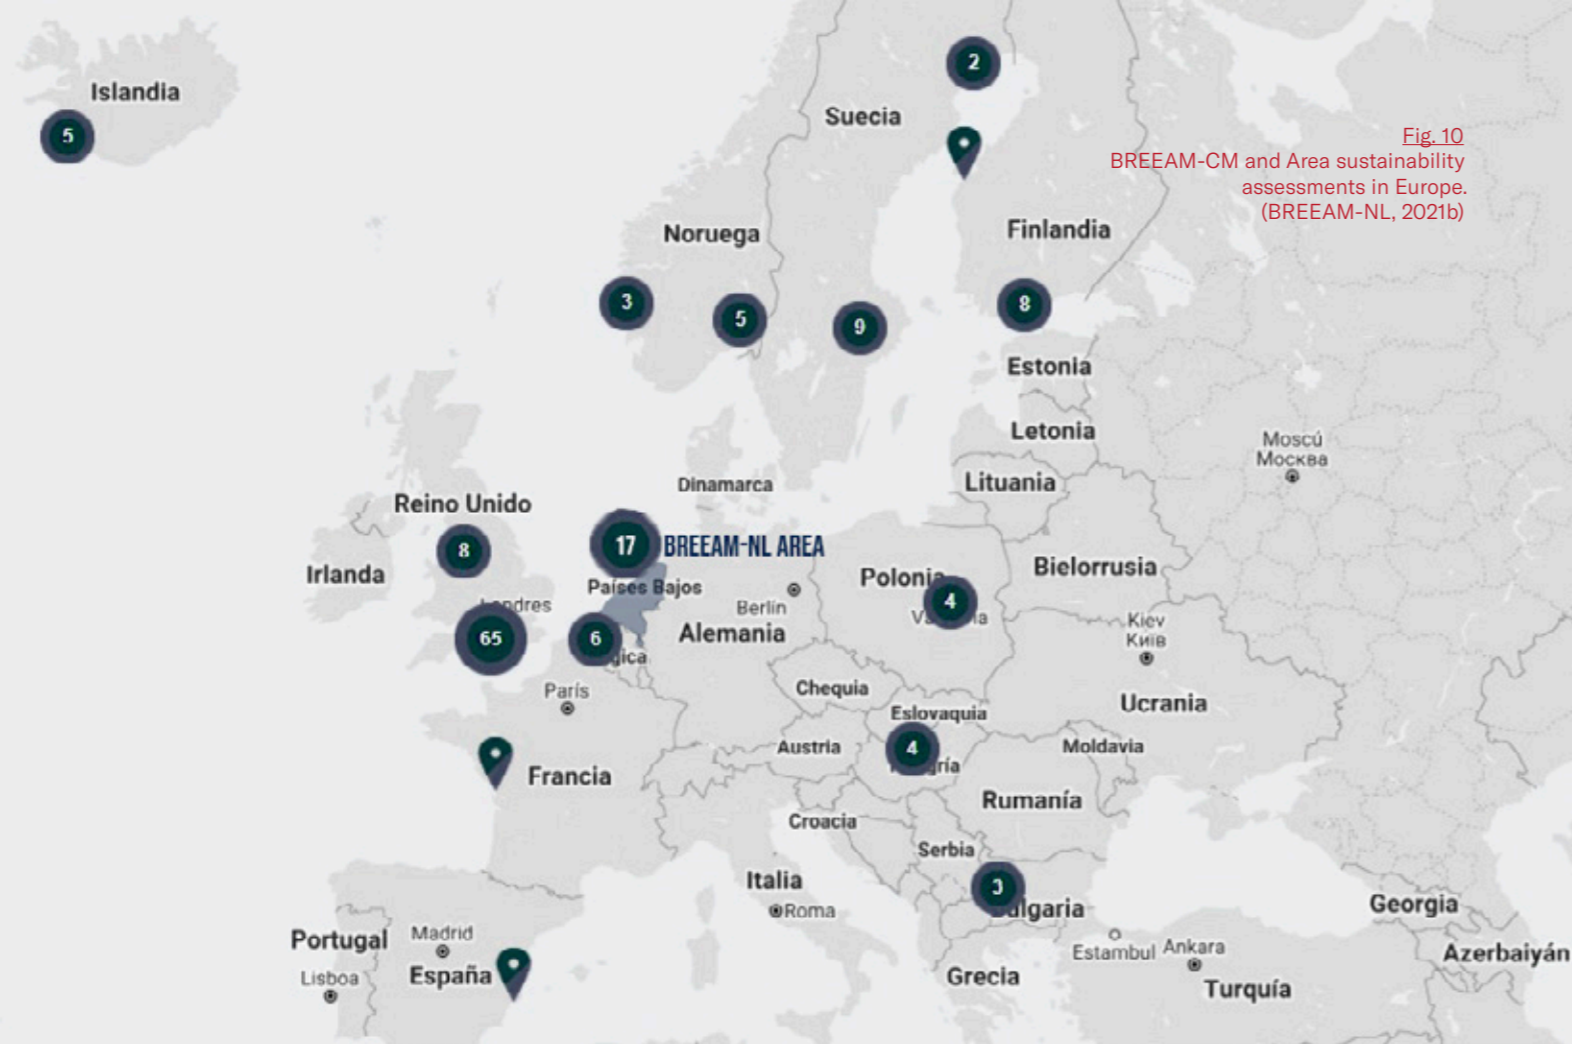 2
Islandia
5
Suecia
Fig. 10
BREEAM-CM and Area sustainability
assessments in Europe.
(BREEAM-NL, 2021b)
Noruega
Finlandia
3
5
9
8
Estonia
Letonia
Moscú
Москва
Dinamarca
Lituania
Reino Unido
8
17
BREEAM-NL AREA
Irlanda
Países Bajos
Polonia
Bielorrusia
4
Berlín
Alemania
65
6
Kiev
Київ
París
Chequia
Ucrania
Eslovaquia
Austria
4
Moldavia
Francia
Rumanía
Croacia
Serbia
Italia
Roma
3
Georgia
Portugal
Madrid
Estambul
Ankara
Azerbaiyán
España
Lisboa
Grecia
Turquía